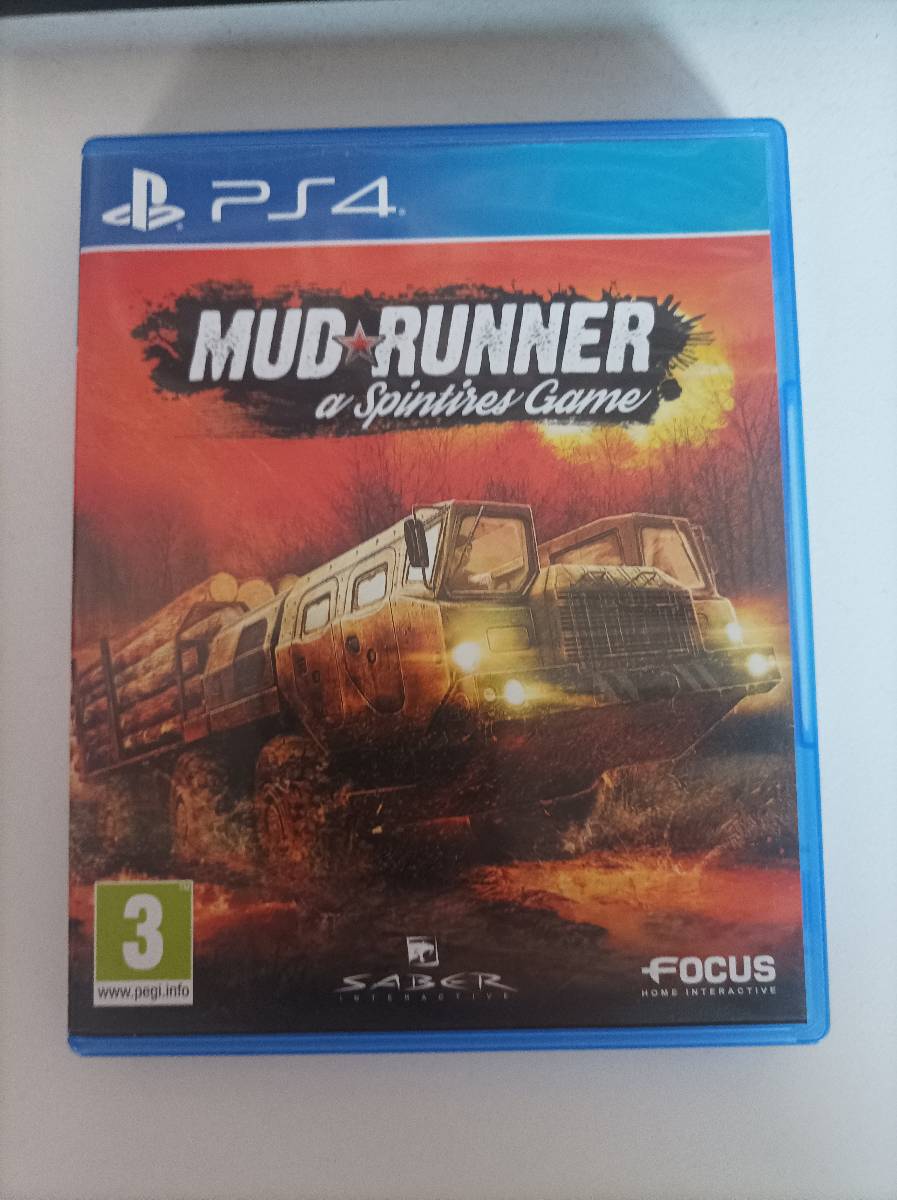 PS4
MUD RUNNER
a Spintires Game
3
www.pegi.info
SABER
INTERACTIVE
FOCUS
HOME INTERACTIVE